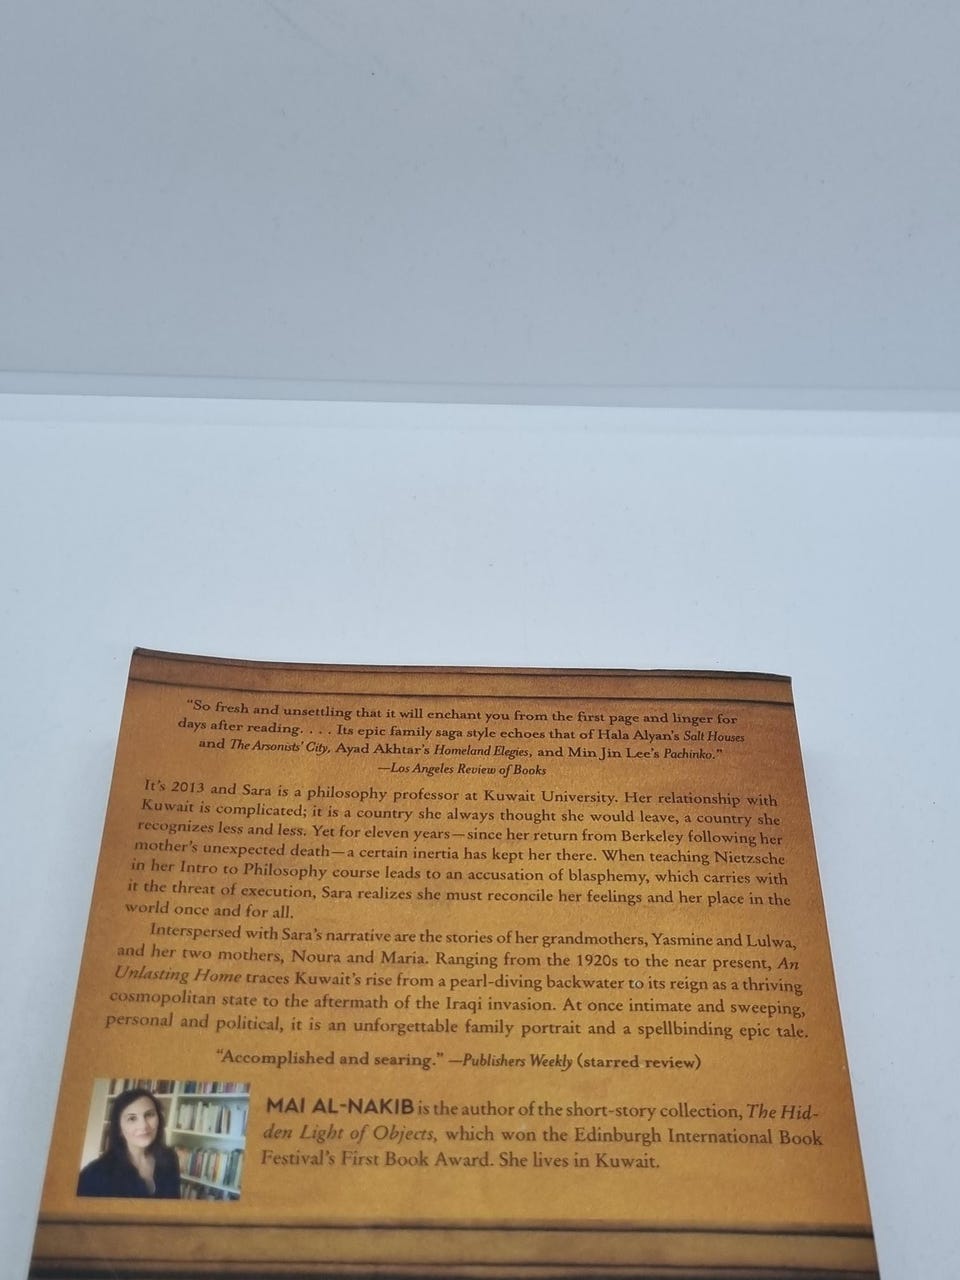 “So fresh and unsettling that it will enchant you from the first page and linger for
days after reading. . . . Its epic family saga style echoes that of Hala Alyan’s Salt Houses
and The Arsonists’ City, Ayad Akhtar’s Homeland Elegies, and Min Jin Lee’s Pachinko.”
—Los Angeles Review of Books
It’s 2013 and Sara is a philosophy professor at Kuwait University. Her relationship with
Kuwait is complicated; it is a country she always thought she would leave, a country she
recognizes less and less. Yet for eleven years—since her return from Berkeley following her
mother’s unexpected death—a certain inertia has kept her there. When teaching Nietzsche
in her Intro to Philosophy course leads to an accusation of blasphemy, which carries with
it the threat of execution, Sara realizes she must reconcile her feelings and her place in the
world once and for all.
Interspersed with Sara’s narrative are the stories of her grandmothers, Yasmine and Lulwa,
and her two mothers, Noura and Maria. Ranging from the 1920s to the near present, An
Unlasting Home traces Kuwait’s rise from a pearl-diving backwater to its reign as a thriving
cosmopolitan state to the aftermath of the Iraqi invasion. At once intimate and sweeping,
personal and political, it is an unforgettable family portrait and a spellbinding epic tale.
“Accomplished and searing.” —Publishers Weekly (starred review)
MAI AL-NAKIB is the author of the short-story collection, The Hid-
den Light of Objects, which won the Edinburgh International Book
Festival’s First Book Award. She lives in Kuwait.